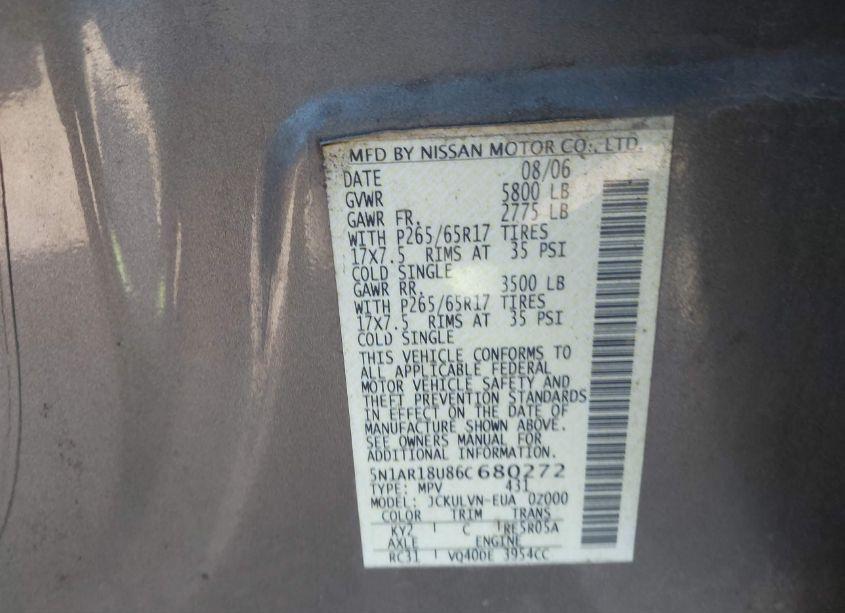 MFD BY NISSAN MOTOR CO., LTD.
DATE 08/06
GVWR 5800 LB
GAWR FR. 2775 LB
WITH P265/65R17 TIRES
17X7.5 RIMS AT 35 PSI
COLD SINGLE
GAWR RR. 3500 LB
WITH P265/65R17 TIRES
17X7.5 RIMS AT 35 PSI
COLD SINGLE
THIS VEHICLE CONFORMS TO
ALL APPLICABLE FEDERAL
MOTOR VEHICLE SAFETY AND
THEFT PREVENTION STANDARDS
IN EFFECT ON THE DATE OF
MANUFACTURE SHOWN ABOVE.
SEE OWNERS MANUAL FOR
ADDITIONAL INFORMATION.
5N1AR18U86C680272
TYPE: MPV 431
MODEL: JCKULVN-EUA 0Z000
COLOR TRIM TRANS
KY2 C RE5R05A
AXLE ENGINE
RC31 VQ40DE 3954CC